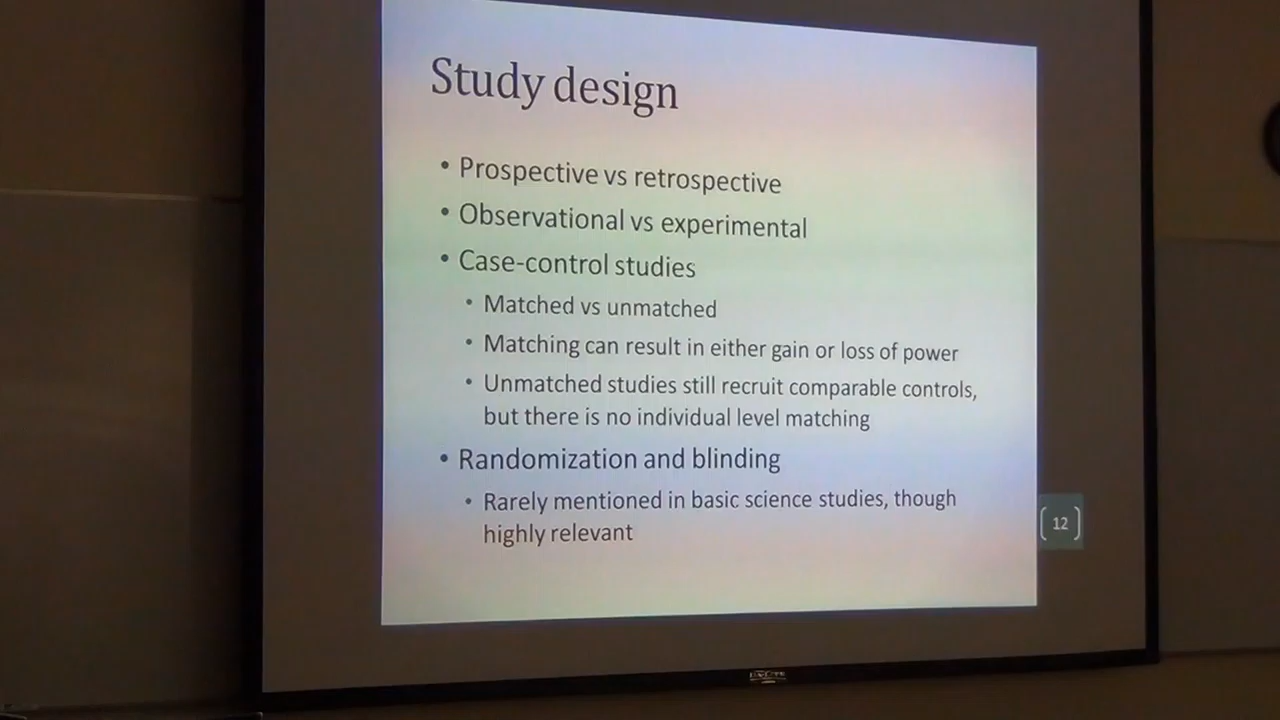 Study design
• Prospective vs retrospective
• Observational vs experimental
• Case-control studies
• Matched vs unmatched
• Matching can result in either gain or loss of power
• Unmatched studies still recruit comparable controls,
but there is no individual level matching
• Randomization and blinding
• Rarely mentioned in basic science studies, though
highly relevant
12